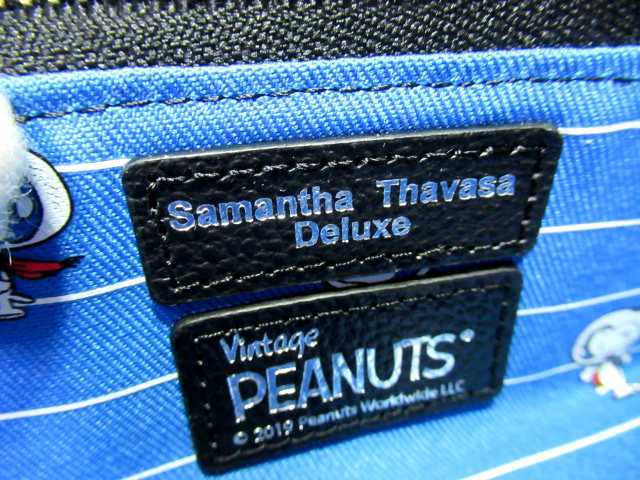 Samantha Thavasa
Deluxe
Vintage
PEANUTS®
© 2019 Peanuts Worldwide LLC